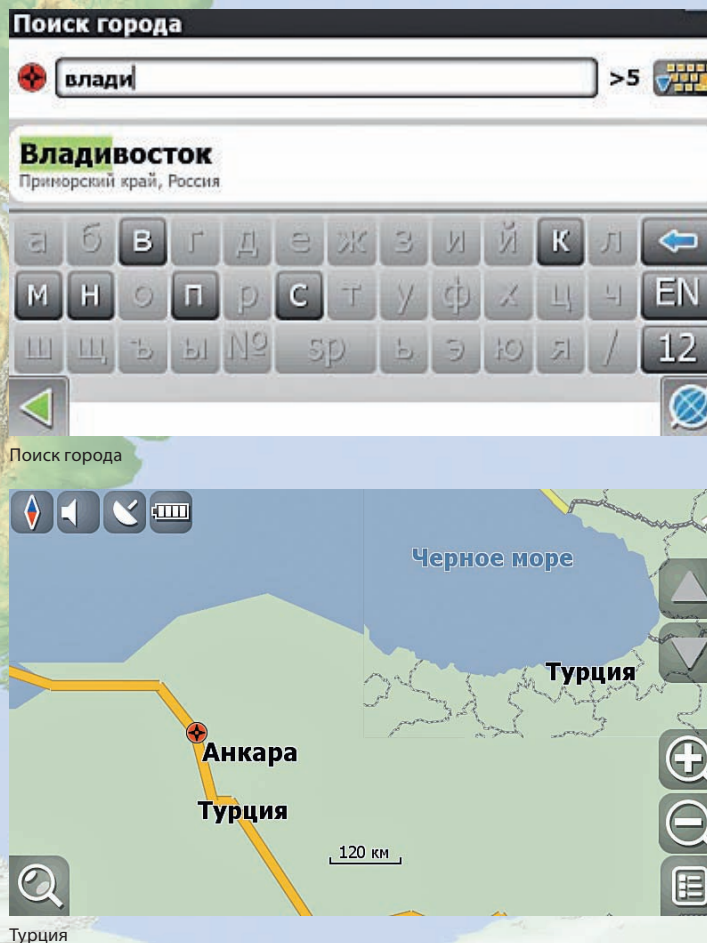 Поиск города
влади
>5
Владивосток
Приморский край, Россия
а б в г д е ж з и й к л
м н о п р с т у ф х ц ч EN
ш щ ъ ы № sp ь э ю я / 12
Поиск города
Черное море
Турция
Анкара
Турция
120 км
Турция